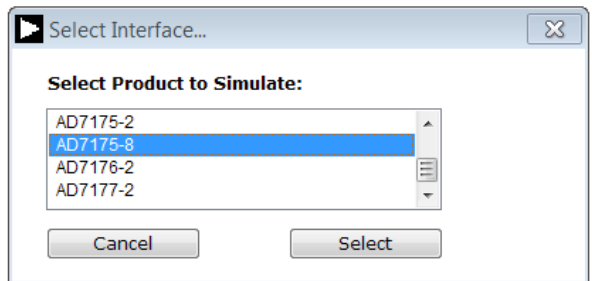 Select Interface...
Select Product to Simulate:
AD7175-2
AD7175-8
AD7176-2
AD7177-2
Cancel Select